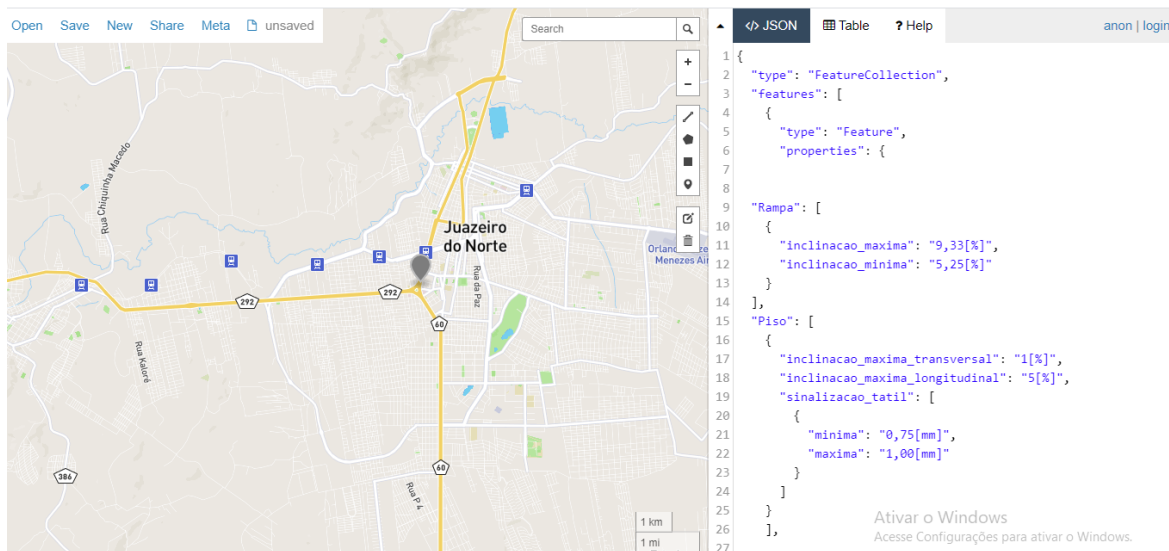 Open Save New Share Meta unsaved
Search
+
−
Rua Chiquinha Macedo
Juazeiro
do Norte
Menezes
Rua da Paz
292
292
60
Rua Kaloré
60
386
Rua P 4
1 km
1 mi
</> JSON Table ? Help anon | login
1 {
2 "type": "FeatureCollection",
3 "features": [
4 {
5 "type": "Feature",
6 "properties": {
7
8
9 "Rampa": [
10 {
11 "inclinacao_maxima": "9,33[%]",
12 "inclinacao_minima": "5,25[%]"
13 }
14 ],
15 "Piso": [
16 {
17 "inclinacao_maxima_transversal": "1[%]",
18 "inclinacao_maxima_longitudinal": "5[%]",
19 "sinalizacao_tatil": [
20 {
21 "minima": "0,75[mm]",
22 "maxima": "1,00[mm]"
23 }
24 ]
25 }
26 ],
27
Ativar o Windows
Acesse Configurações para ativar o Windows.